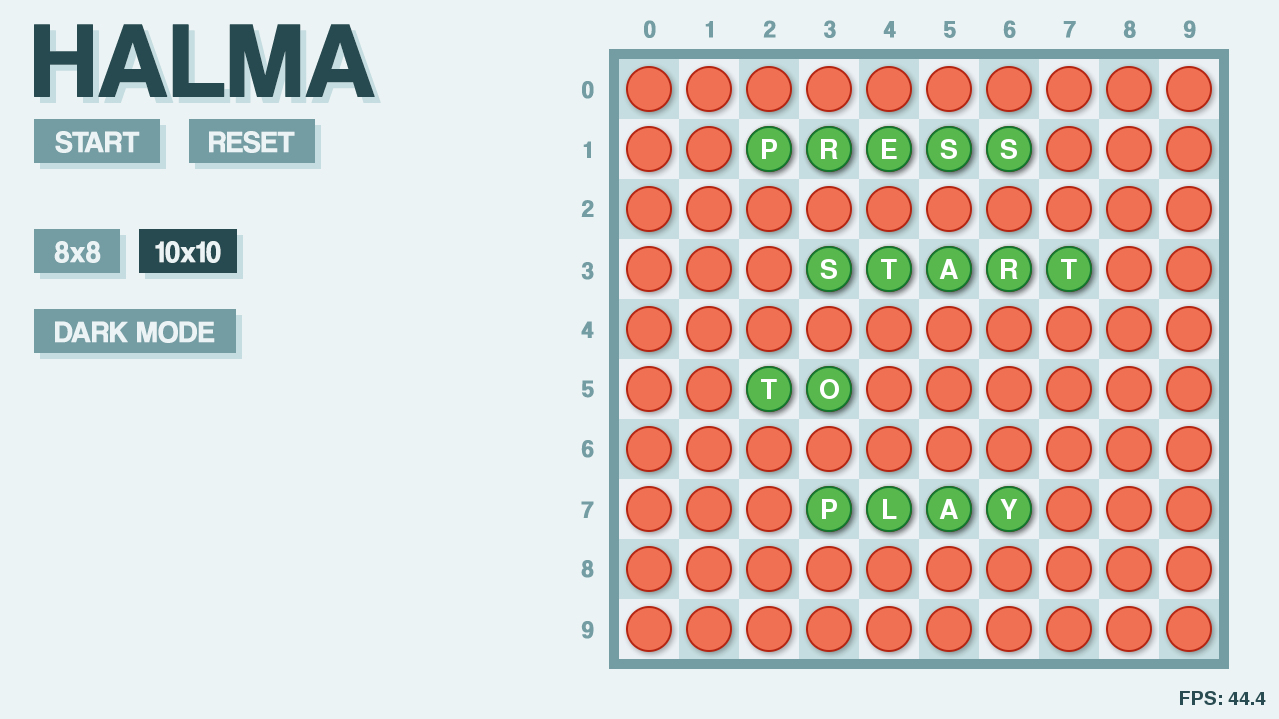 HALMA
START RESET
8x8 10x10
DARK MODE
0 1 2 3 4 5 6 7 8 9
0
1 PRESS
2
3 START
4
5 TO
6
7 PLAY
8
9
FPS: 44.4